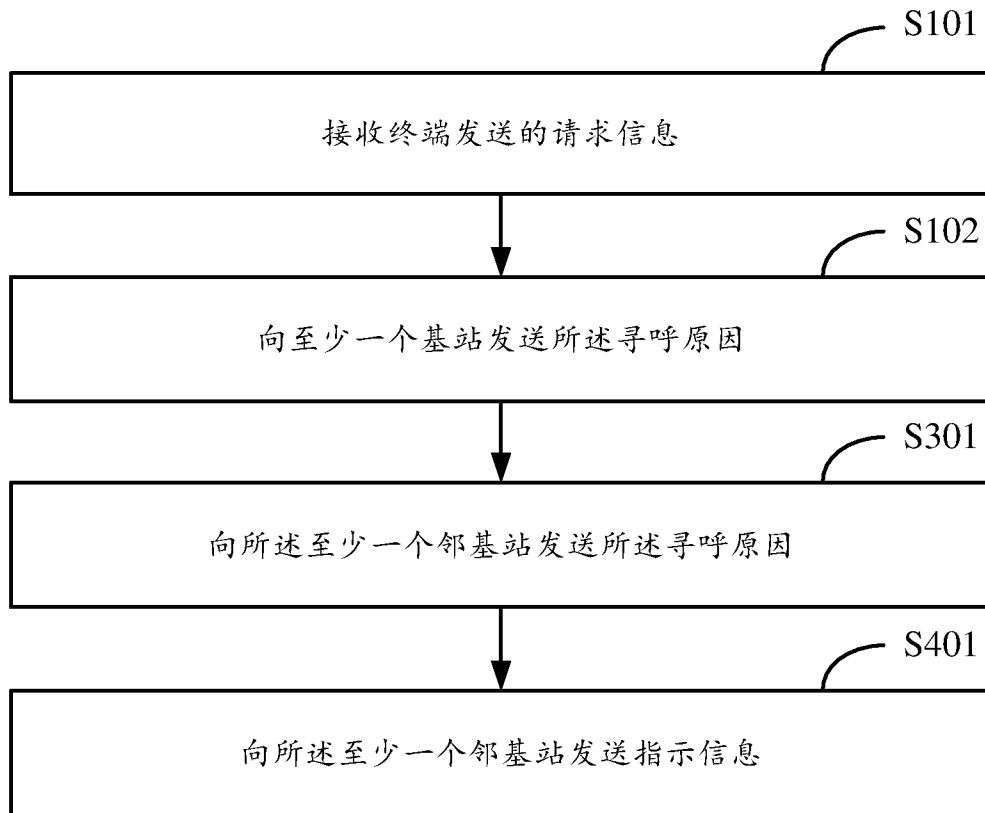 S101
接收终端发送的请求信息
S102
向至少一个基站发送所述寻呼原因
S301
向所述至少一个邻基站发送所述寻呼原因
S401
向所述至少一个邻基站发送指示信息